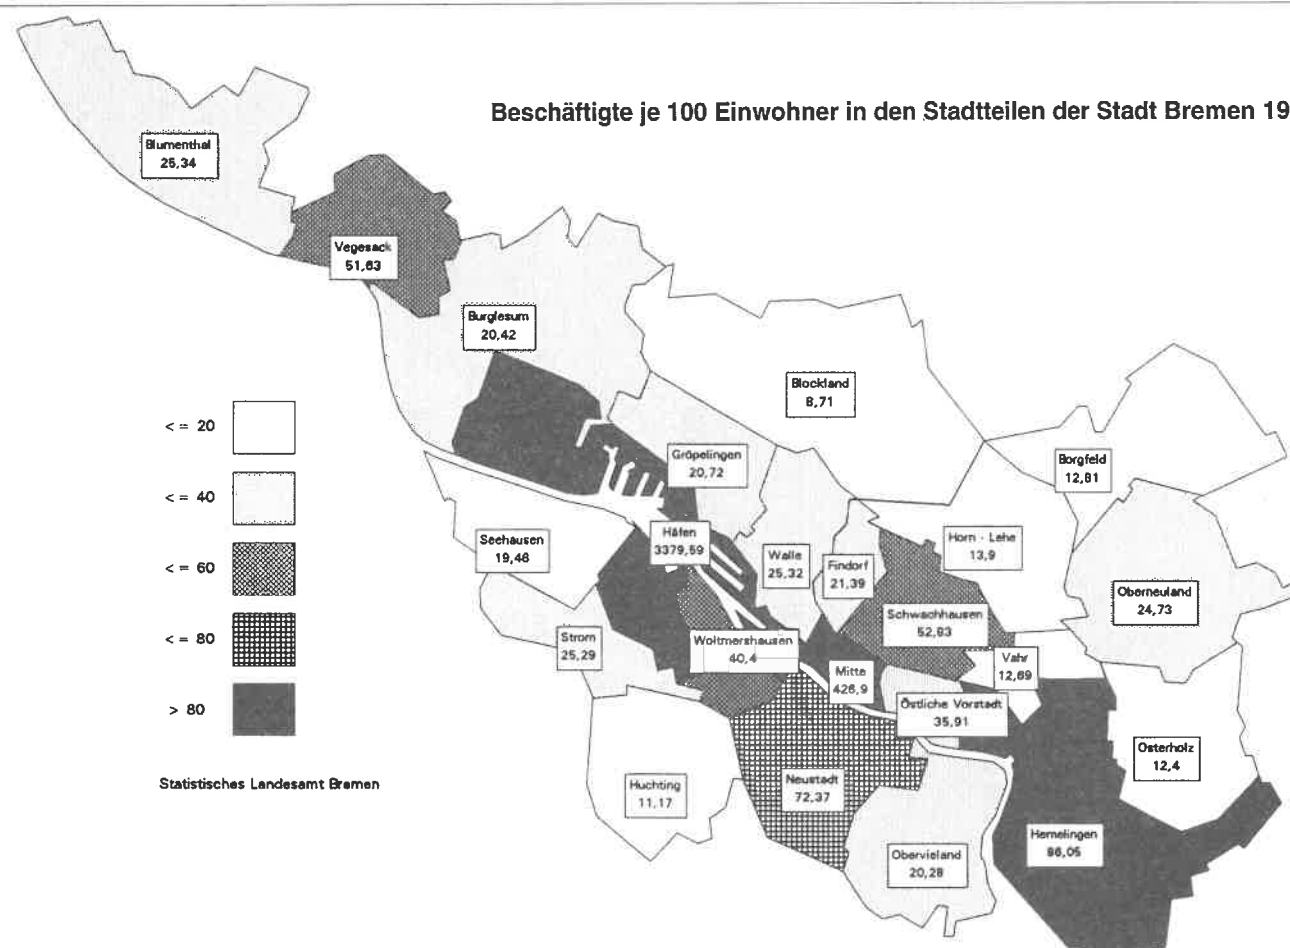 Beschäftigte je 100 Einwohner in den Stadtteilen der Stadt Bremen 19
Blumenthal
25,34
Vegesack
51,63
Burglesum
20,42
Blockland
8,71
Gröpelingen
20,72
Borgfeld
12,81
Seehausen
19,46
Häfen
3379,59
Walle
25,32
Findorf
21,39
Horn - Lehe
13,9
Oberneuland
24,73
Schwachhausen
52,83
Strom
25,29
Woltmershausen
40,4
Mitte
426,9
Vahr
12,69
Östliche Vorstadt
35,91
Osterholz
12,4
Huchting
11,17
Neustadt
72,37
Hemelingen
86,05
Obervieland
20,28
< = 20
< = 40
< = 60
< = 80
> 80
Statistisches Landesamt Bremen